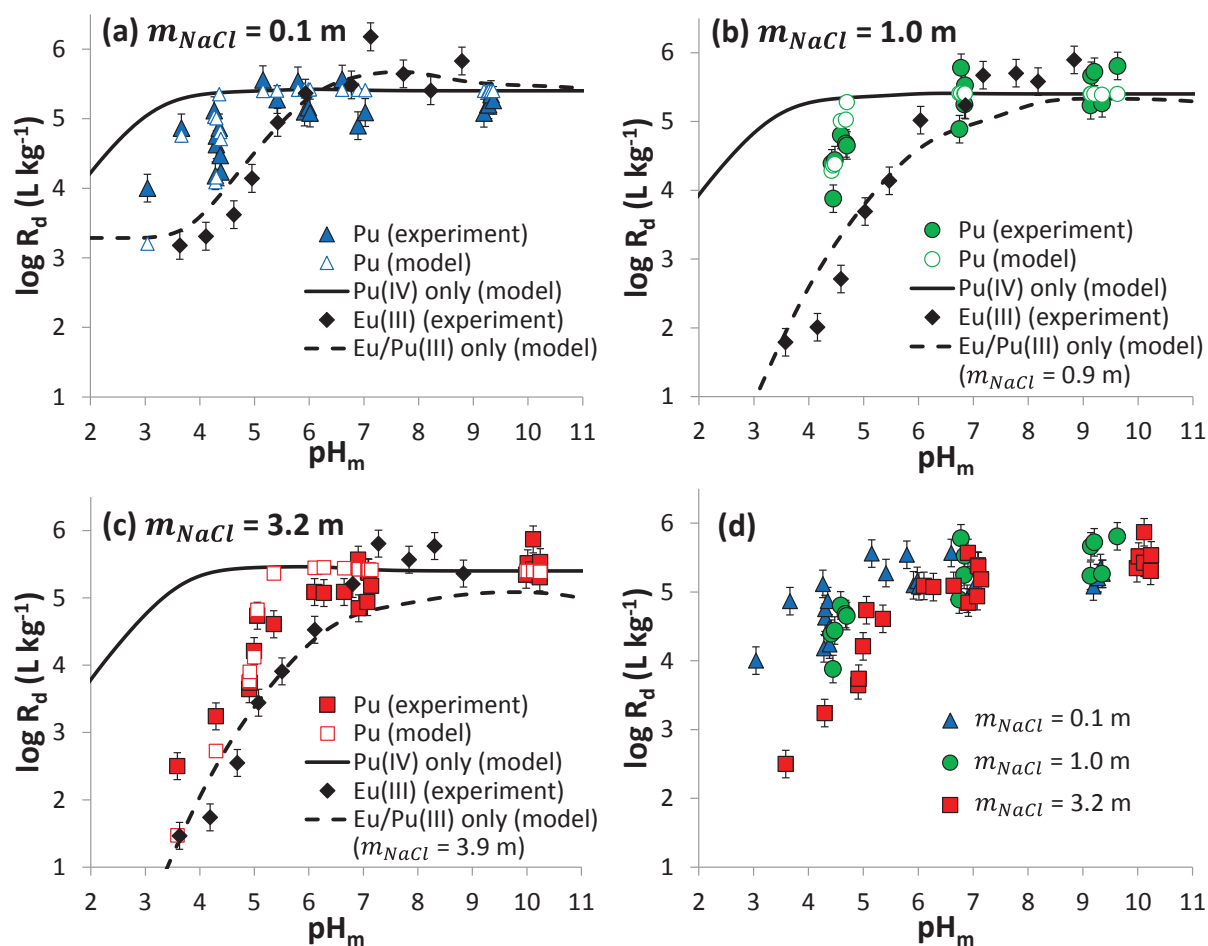 (a) m_NaCl = 0.1 m
log R_d (L kg⁻¹)
6
5
4
3
2
1
Pu (experiment)
Pu (model)
Pu(IV) only (model)
Eu(III) (experiment)
Eu/Pu(III) only (model)
2 3 4 5 6 7 8 9 10 11
pH_m
(b) m_NaCl = 1.0 m
log R_d (L kg⁻¹)
6
5
4
3
2
1
Pu (experiment)
Pu (model)
Pu(IV) only (model)
Eu(III) (experiment)
Eu/Pu(III) only (model)
(m_NaCl = 0.9 m)
2 3 4 5 6 7 8 9 10 11
pH_m
(c) m_NaCl = 3.2 m
log R_d (L kg⁻¹)
6
5
4
3
2
1
Pu (experiment)
Pu (model)
Pu(IV) only (model)
Eu(III) (experiment)
Eu/Pu(III) only (model)
(m_NaCl = 3.9 m)
2 3 4 5 6 7 8 9 10 11
pH_m
(d)
log R_d (L kg⁻¹)
6
5
4
3
2
1
m_NaCl = 0.1 m
m_NaCl = 1.0 m
m_NaCl = 3.2 m
2 3 4 5 6 7 8 9 10 11
pH_m